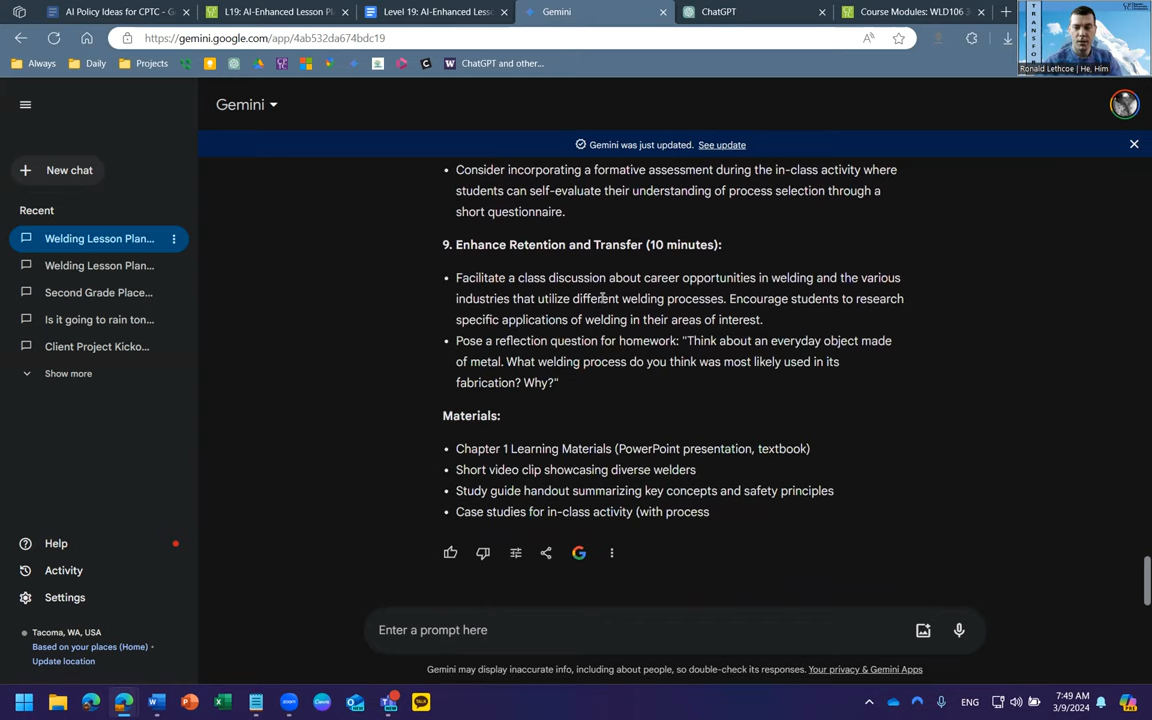 AI Policy Ideas for CPTC - Go
L19: AI-Enhanced Lesson Pl
Level 19: AI-Enhanced Lesse
Gemini
ChatGPT
Course Modules: WLD106 3
https://gemini.google.com/app/4ab532da674bdc19
Always
Daily
Projects
ChatGPT and other...
TRANSFOR
Ronald Lethcoe | He, Him
Gemini
Gemini was just updated. See update
New chat
Recent
Welding Lesson Plan...
Welding Lesson Plan...
Second Grade Place...
Is it going to rain ton...
Client Project Kicko...
Show more
• Consider incorporating a formative assessment during the in-class activity where
students can self-evaluate their understanding of process selection through a
short questionnaire.
9. Enhance Retention and Transfer (10 minutes):
• Facilitate a class discussion about career opportunities in welding and the various
industries that utilize different welding processes. Encourage students to research
specific applications of welding in their areas of interest.
• Pose a reflection question for homework: "Think about an everyday object made
of metal. What welding process do you think was most likely used in its
fabrication? Why?"
Materials:
• Chapter 1 Learning Materials (PowerPoint presentation, textbook)
• Short video clip showcasing diverse welders
• Study guide handout summarizing key concepts and safety principles
• Case studies for in-class activity (with process
Help
Activity
Settings
Tacoma, WA, USA
Based on your places (Home) •
Update location
Enter a prompt here
Gemini may display inaccurate info, including about people, so double-check its responses. Your privacy & Gemini Apps
7:49 AM
3/9/2024